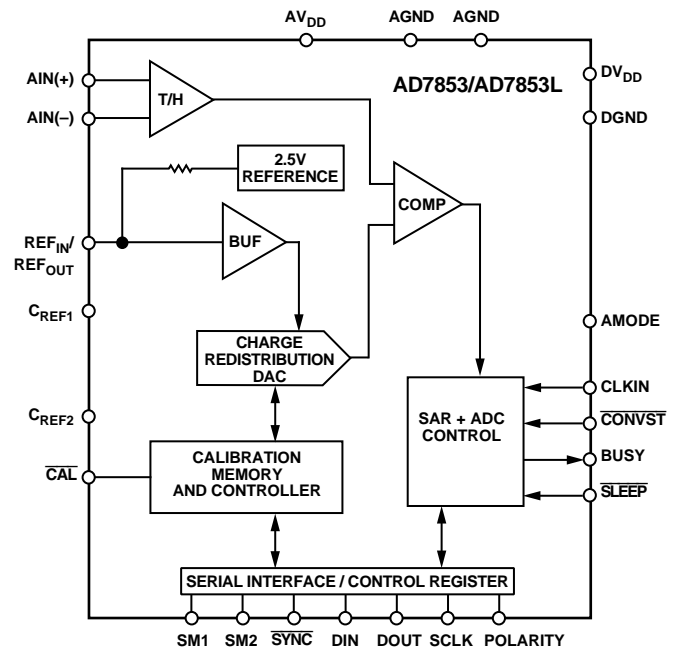 AVDD AGND AGND
AIN(+)
AIN(–)
T/H
AD7853/AD7853L
DVDD
DGND
2.5V
REFERENCE
COMP
REFIN/
REFOUT
BUF
CREF1
CHARGE
REDISTRIBUTION
DAC
AMODE
CREF2
CAL
CALIBRATION
MEMORY
AND CONTROLLER
SAR + ADC
CONTROL
CLKIN
CONVST
BUSY
SLEEP
SERIAL INTERFACE / CONTROL REGISTER
SM1 SM2 SYNC DIN DOUT SCLK POLARITY